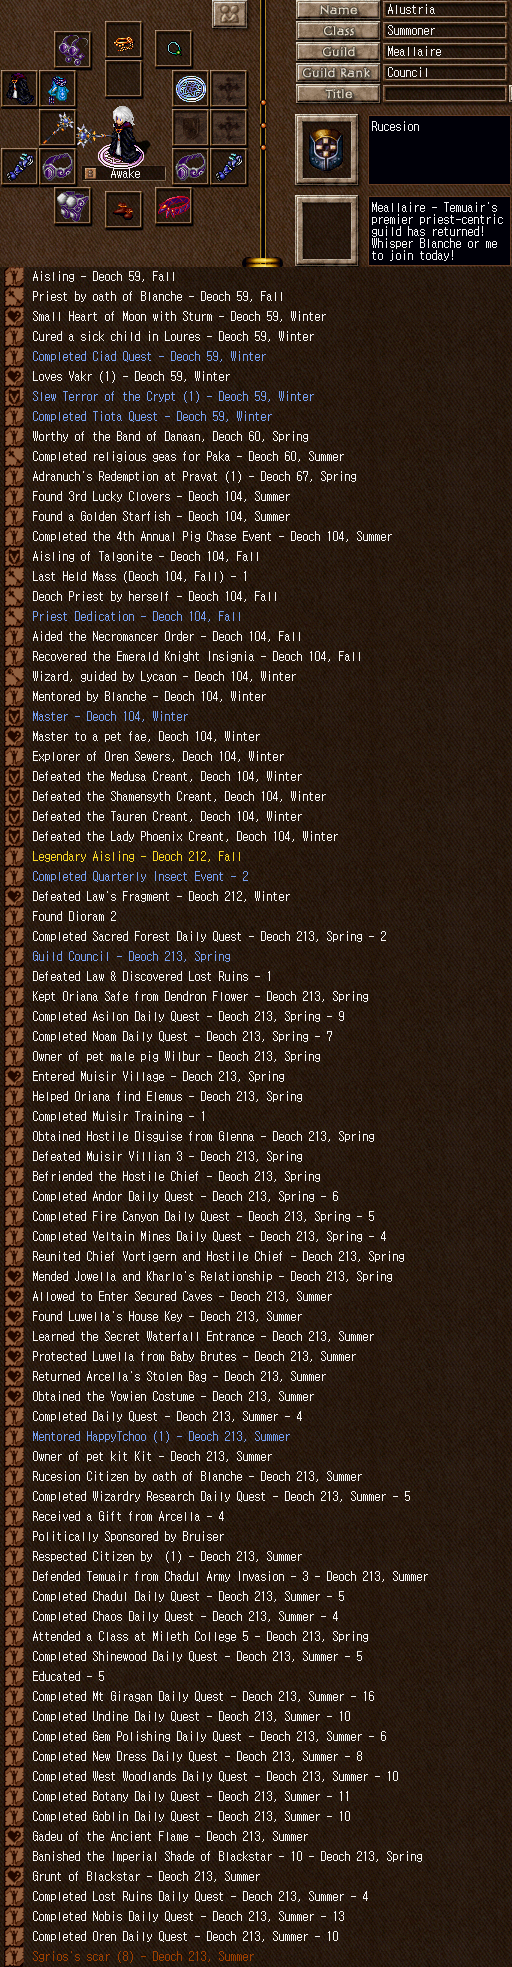 Name
Alustria
Class
Summoner
Guild
Meallaire
Guild Rank
Council
Title
Rucesion
Awake
Meallaire - Temuair's
premier priest-centric
guild has returned!
Whisper Blanche or me
to join today!
Aisling - Deoch 59, Fall
Priest by oath of Blanche - Deoch 59, Fall
Small Heart of Moon with Sturm - Deoch 59, Winter
Cured a sick child in Loures - Deoch 59, Winter
Completed Ciad Quest - Deoch 59, Winter
Loves Vakr (1) - Deoch 59, Winter
Slew Terror of the Crypt (1) - Deoch 59, Winter
Completed Tiota Quest - Deoch 59, Winter
Worthy of the Band of Danaan, Deoch 60, Spring
Completed religious geas for Paka - Deoch 60, Summer
Adranuch's Redemption at Pravat (1) - Deoch 67, Spring
Found 3rd Lucky Clovers - Deoch 104, Summer
Found a Golden Starfish - Deoch 104, Summer
Completed the 4th Annual Pig Chase Event - Deoch 104, Summer
Aisling of Talgonite - Deoch 104, Fall
Last Held Mass (Deoch 104, Fall) - 1
Deoch Priest by herself - Deoch 104, Fall
Priest Dedication - Deoch 104, Fall
Aided the Necromancer Order - Deoch 104, Fall
Recovered the Emerald Knight Insignia - Deoch 104, Fall
Wizard, guided by Lycaon - Deoch 104, Winter
Mentored by Blanche - Deoch 104, Winter
Master - Deoch 104, Winter
Master to a pet fae, Deoch 104, Winter
Explorer of Oren Sewers, Deoch 104, Winter
Defeated the Medusa Creant, Deoch 104, Winter
Defeated the Shamensyth Creant, Deoch 104, Winter
Defeated the Tauren Creant, Deoch 104, Winter
Defeated the Lady Phoenix Creant, Deoch 104, Winter
Legendary Aisling - Deoch 212, Fall
Completed Quarterly Insect Event - 2
Defeated Law's Fragment - Deoch 212, Winter
Found Dioram 2
Completed Sacred Forest Daily Quest - Deoch 213, Spring - 2
Guild Council - Deoch 213, Spring
Defeated Law & Discovered Lost Ruins - 1
Kept Oriana Safe from Dendron Flower - Deoch 213, Spring
Completed Asilon Daily Quest - Deoch 213, Spring - 9
Completed Noam Daily Quest - Deoch 213, Spring - 7
Owner of pet male pig Wilbur - Deoch 213, Spring
Entered Muisir Village - Deoch 213, Spring
Helped Oriana find Elemus - Deoch 213, Spring
Completed Muisir Training - 1
Obtained Hostile Disguise from Glenna - Deoch 213, Spring
Defeated Muisir Villian 3 - Deoch 213, Spring
Befriended the Hostile Chief - Deoch 213, Spring
Completed Andor Daily Quest - Deoch 213, Spring - 6
Completed Fire Canyon Daily Quest - Deoch 213, Spring - 5
Completed Veltain Mines Daily Quest - Deoch 213, Spring - 4
Reunited Chief Vortigern and Hostile Chief - Deoch 213, Spring
Mended Jowella and Kharlo's Relationship - Deoch 213, Spring
Allowed to Enter Secured Caves - Deoch 213, Summer
Found Luwella's House Key - Deoch 213, Summer
Learned the Secret Waterfall Entrance - Deoch 213, Summer
Protected Luwella from Baby Brutes - Deoch 213, Summer
Returned Arcella's Stolen Bag - Deoch 213, Summer
Obtained the Yowien Costume - Deoch 213, Summer
Completed Daily Quest - Deoch 213, Summer - 4
Mentored HappyTchoo (1) - Deoch 213, Summer
Owner of pet kit Kit - Deoch 213, Summer
Rucesion Citizen by oath of Blanche - Deoch 213, Summer
Completed Wizardry Research Daily Quest - Deoch 213, Summer - 5
Received a Gift from Arcella - 4
Politically Sponsored by Bruiser
Respected Citizen by  (1) - Deoch 213, Summer
Defended Temuair from Chadul Army Invasion - 3 - Deoch 213, Summer
Completed Chadul Daily Quest - Deoch 213, Summer - 5
Completed Chaos Daily Quest - Deoch 213, Summer - 4
Attended a Class at Mileth College 5 - Deoch 213, Spring
Completed Shinewood Daily Quest - Deoch 213, Summer - 5
Educated - 5
Completed Mt Giragan Daily Quest - Deoch 213, Summer - 16
Completed Undine Daily Quest - Deoch 213, Summer - 10
Completed Gem Polishing Daily Quest - Deoch 213, Summer - 6
Completed New Dress Daily Quest - Deoch 213, Summer - 8
Completed West Woodlands Daily Quest - Deoch 213, Summer - 10
Completed Botany Daily Quest - Deoch 213, Summer - 11
Completed Goblin Daily Quest - Deoch 213, Summer - 10
Gadeu of the Ancient Flame - Deoch 213, Summer
Banished the Imperial Shade of Blackstar - 10 - Deoch 213, Spring
Grunt of Blackstar - Deoch 213, Summer
Completed Lost Ruins Daily Quest - Deoch 213, Summer - 4
Completed Nobis Daily Quest - Deoch 213, Summer - 13
Completed Oren Daily Quest - Deoch 213, Summer - 10
Sgrios's scar (8) - Deoch 213, Summer